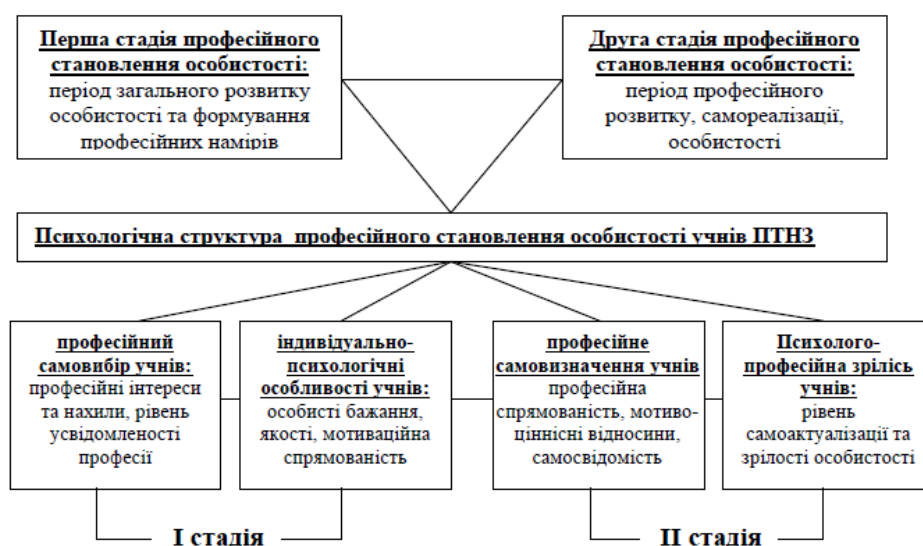 Перша стадія професійного
становлення особистості:
період загального розвитку
особистості та формування
професійних намірів
Друга стадія професійного
становлення особистості:
період професійного
розвитку, самореалізації,
особистості
Психологічна структура професійного становлення особистості учнів ПТНЗ
професійний
самовибір учнів:
професійні інтереси
та нахили, рівень
усвідомленості
професії
індивідуально-
психологічні
особливості учнів:
особисті бажання,
якості, мотиваційна
спрямованість
професійне
самовизначення учнів
професійна
спрямованість, мотиво-
ціннісні відносини,
самосвідомість
Психолого-
професійна зрілісь
учнів:
рівень
самоактуалізації та
зрілості особистості
І стадія
ІІ стадія